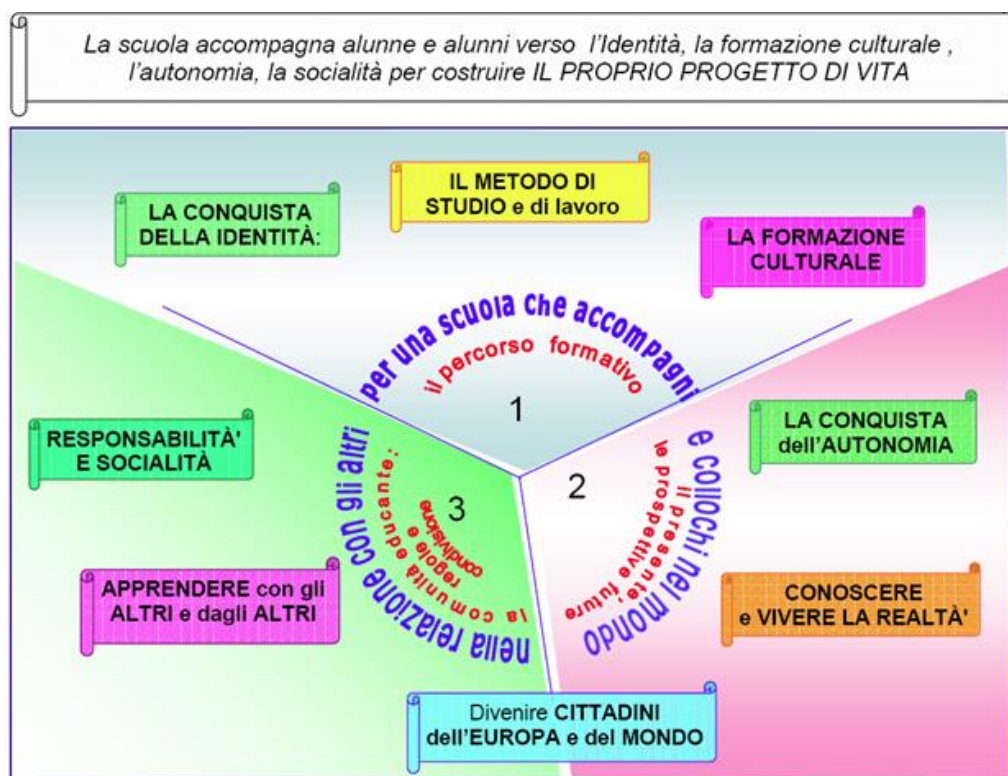 La scuola accompagna alunne e alunni verso l'Identità, la formazione culturale ,
l'autonomia, la socialità per costruire IL PROPRIO PROGETTO DI VITA
IL METODO DI
STUDIO e di lavoro
LA CONQUISTA
DELLA IDENTITÀ:
LA FORMAZIONE
CULTURALE
per una scuola che accompagni
il percorso formativo
1
RESPONSABILITÀ'
E SOCIALITÀ
LA CONQUISTA
dell'AUTONOMIA
e collochi nel mondo
il presente;
le prospettive future
2
3
nella relazione con gli altri
la comunità educante:
regole e
condivisione
APPRENDERE con gli
ALTRI e dagli ALTRI
CONOSCERE
e VIVERE LA REALTÀ'
Divenire CITTADINI
dell'EUROPA e del MONDO